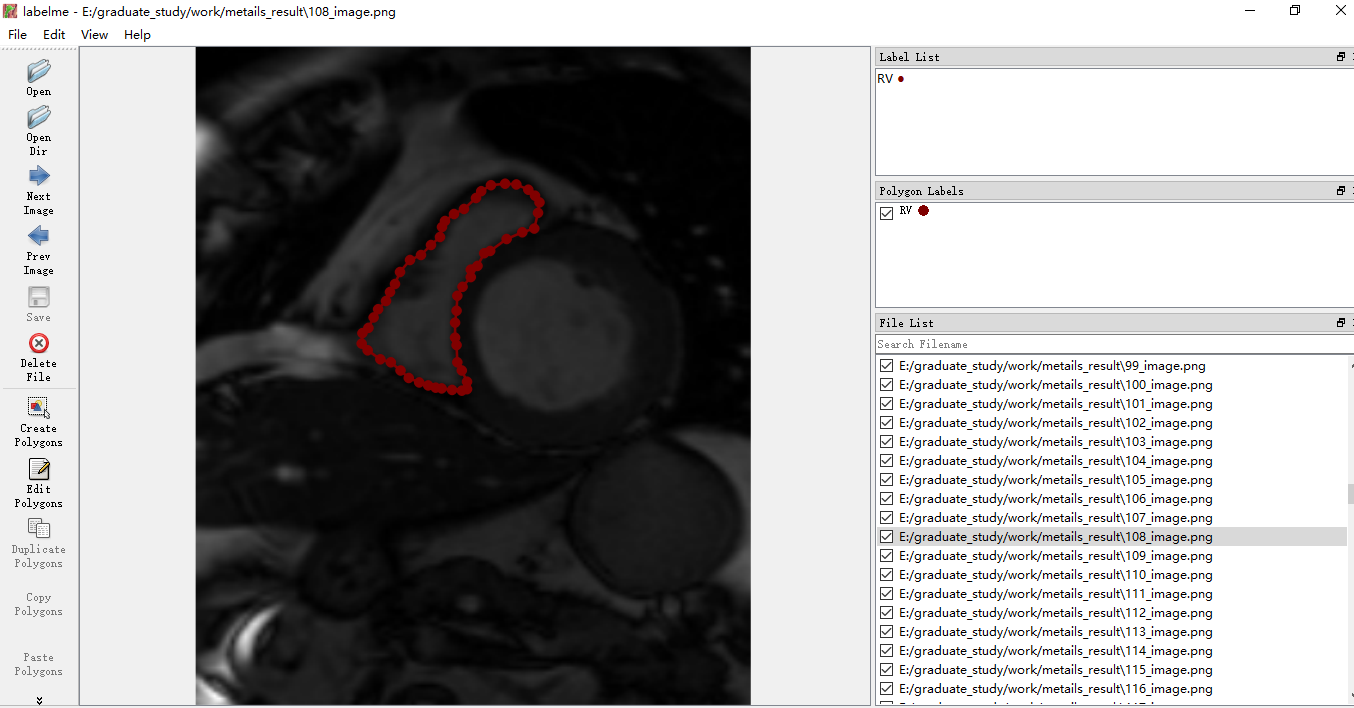 labelme - E:/graduate_study/work/metails_result\108_image.png
File Edit View Help
Open
Open
Dir
Next
Image
Prev
Image
Save
Delete
File
Create
Polygons
Edit
Polygons
Duplicate
Polygons
Copy
Polygons
Paste
Polygons
Label List
RV
Polygon Labels
RV
File List
Search Filename
E:/graduate_study/work/metails_result\99_image.png
E:/graduate_study/work/metails_result\100_image.png
E:/graduate_study/work/metails_result\101_image.png
E:/graduate_study/work/metails_result\102_image.png
E:/graduate_study/work/metails_result\103_image.png
E:/graduate_study/work/metails_result\104_image.png
E:/graduate_study/work/metails_result\105_image.png
E:/graduate_study/work/metails_result\106_image.png
E:/graduate_study/work/metails_result\107_image.png
E:/graduate_study/work/metails_result\108_image.png
E:/graduate_study/work/metails_result\109_image.png
E:/graduate_study/work/metails_result\110_image.png
E:/graduate_study/work/metails_result\111_image.png
E:/graduate_study/work/metails_result\112_image.png
E:/graduate_study/work/metails_result\113_image.png
E:/graduate_study/work/metails_result\114_image.png
E:/graduate_study/work/metails_result\115_image.png
E:/graduate_study/work/metails_result\116_image.png